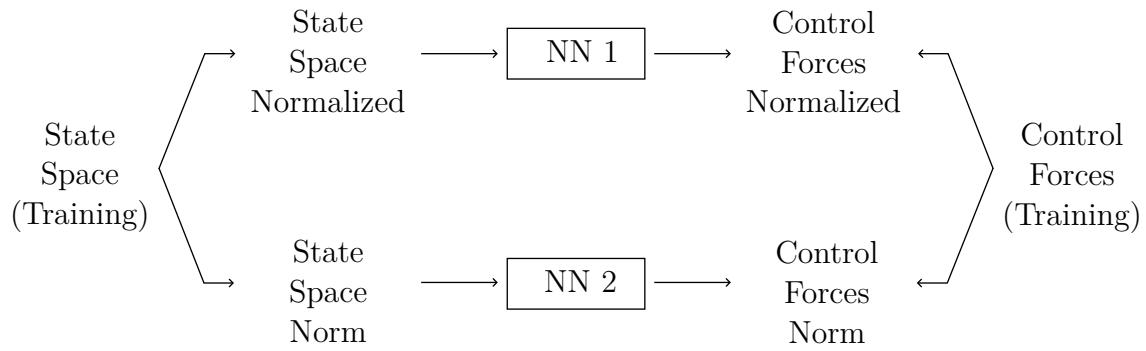 State
Space
Normalized
NN 1
Control
Forces
Normalized
State
Space
(Training)
Control
Forces
(Training)
State
Space
Norm
NN 2
Control
Forces
Norm